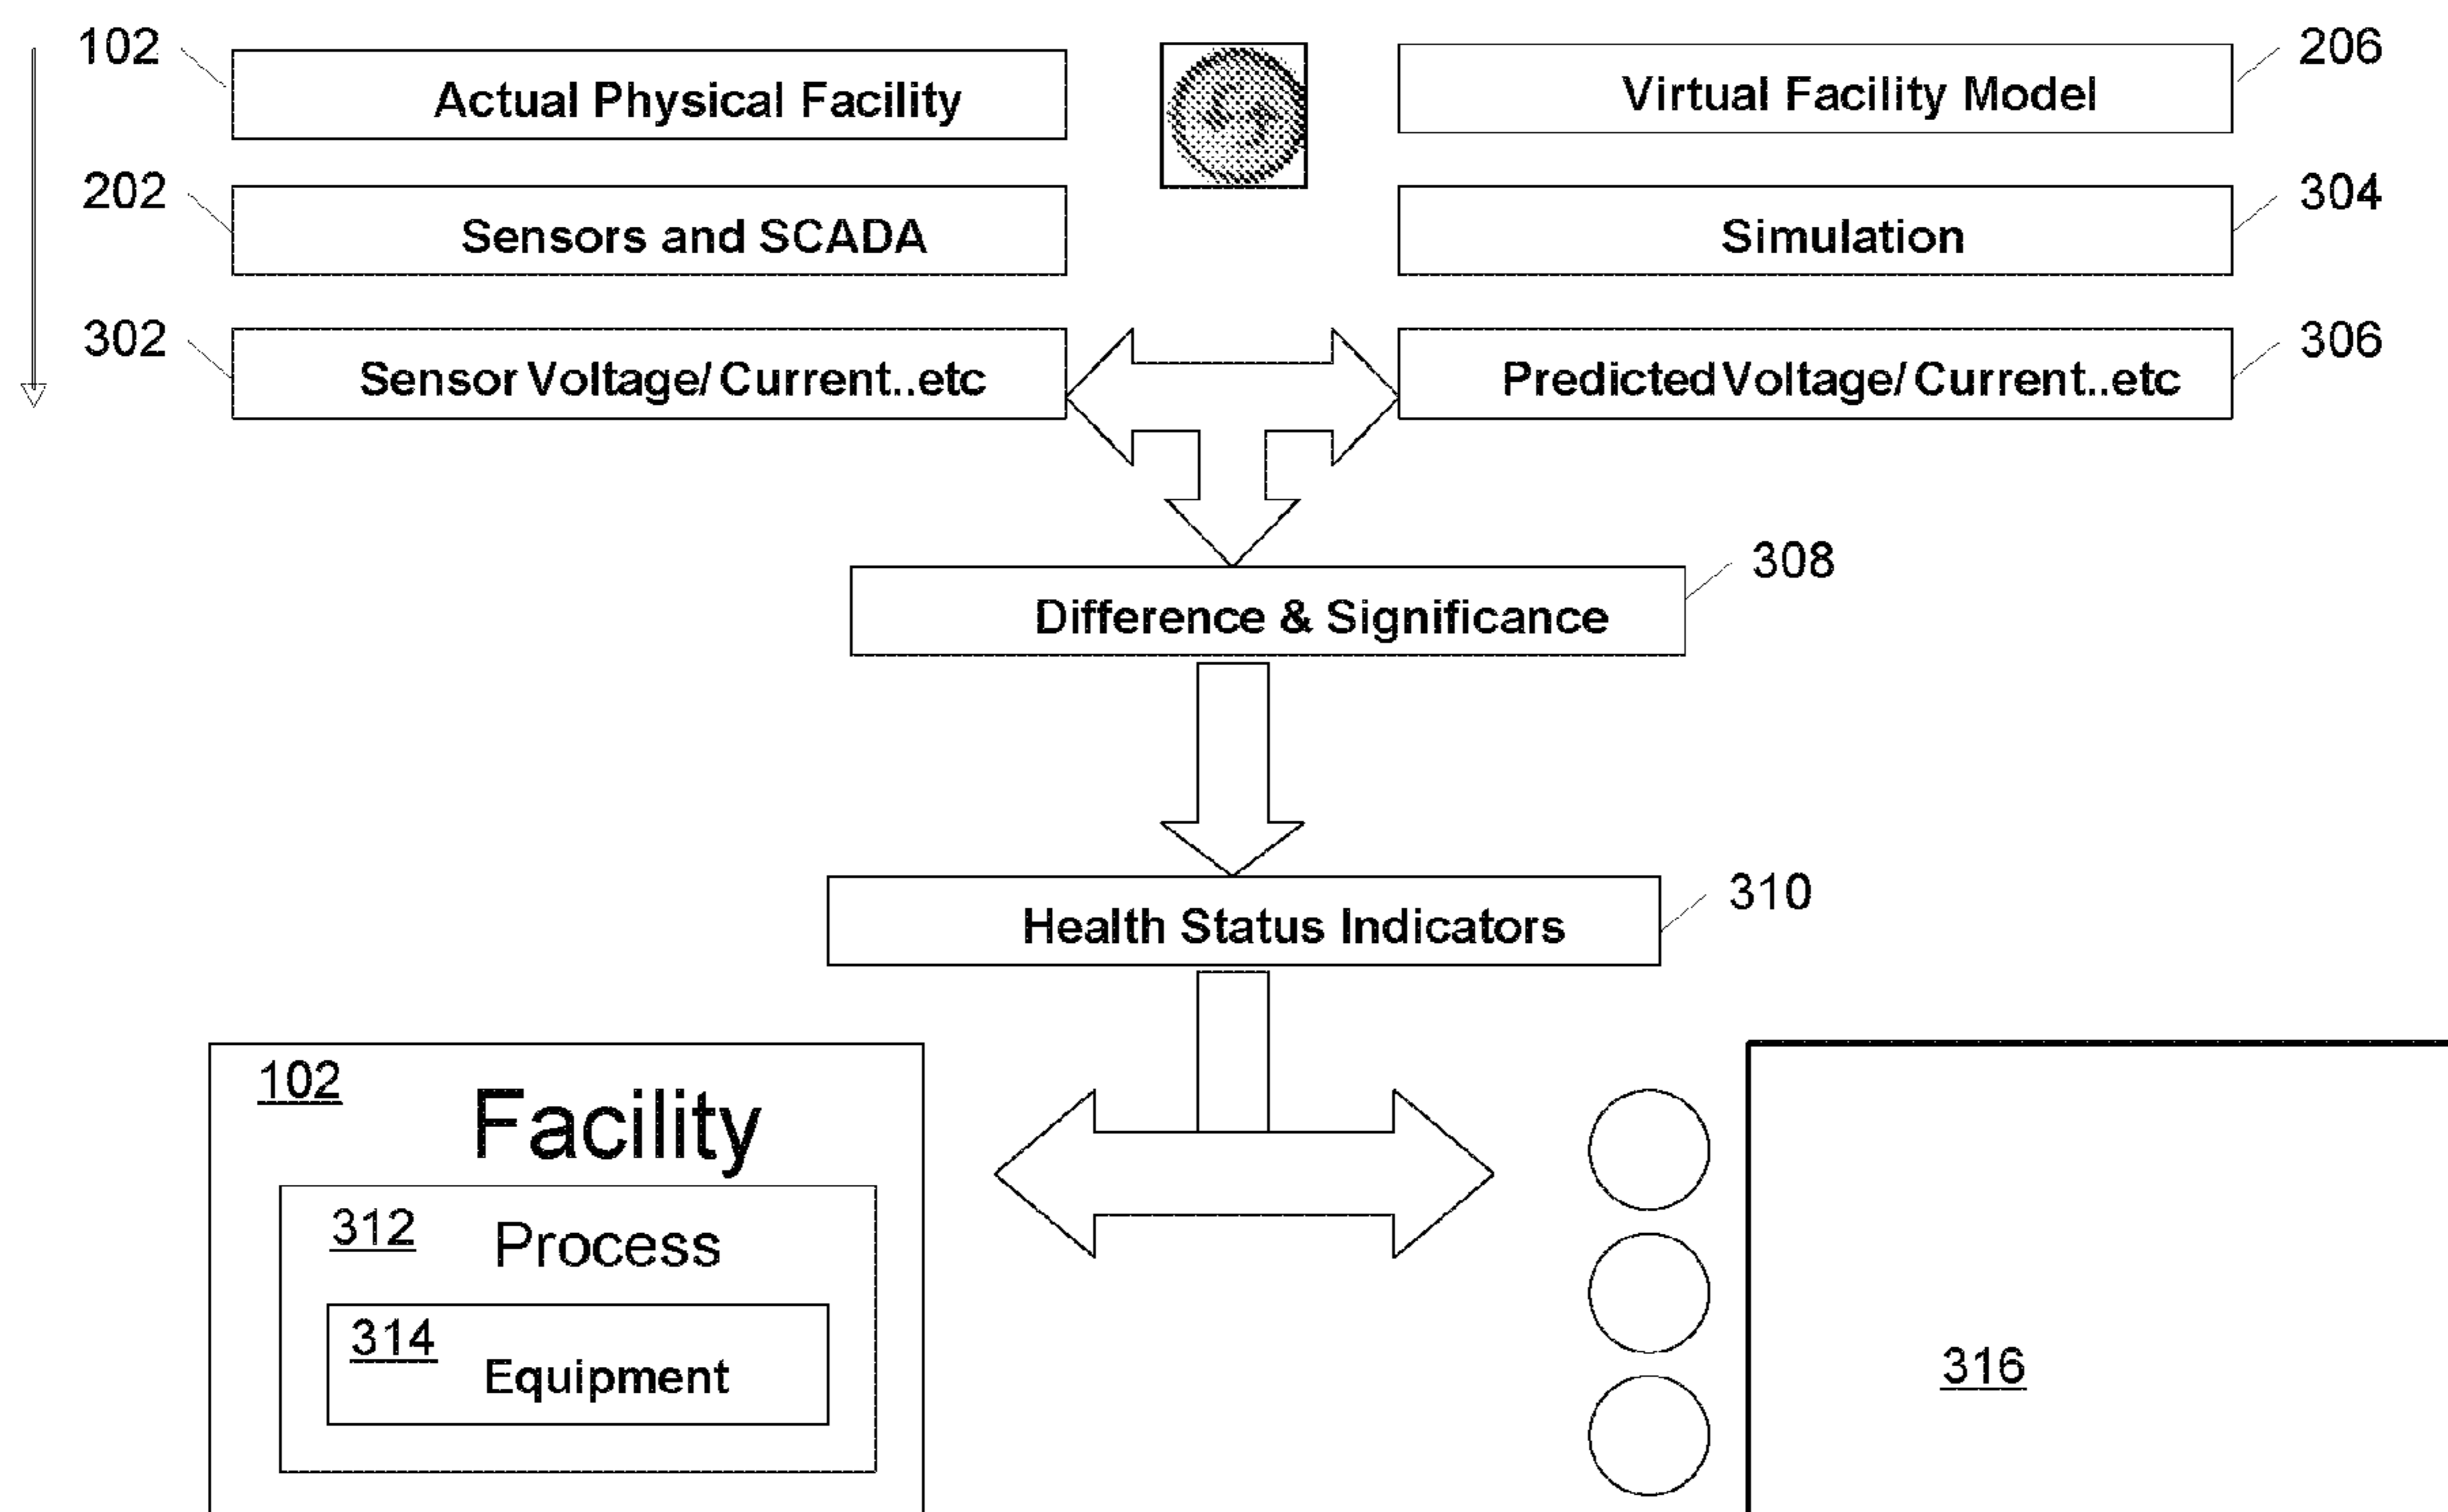 102
Actual Physical Facility
Virtual Facility Model
206
202
Sensors and SCADA
Simulation
304
302
Sensor Voltage/ Current..etc
Predicted Voltage/ Current..etc
306
Difference & Significance
308
Health Status Indicators
310
102
Facility
312
Process
314
Equipment
316